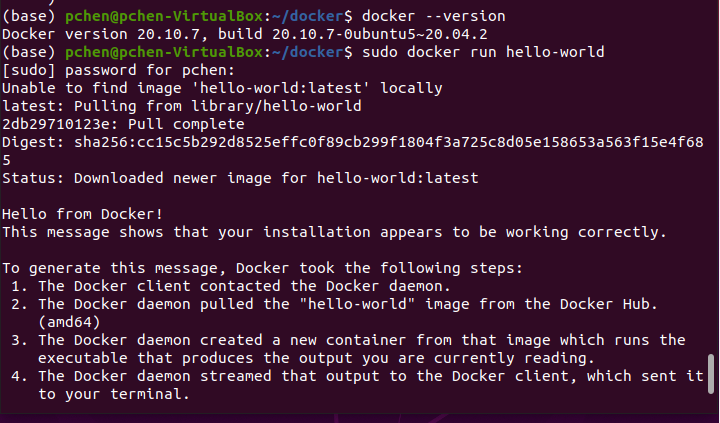 (base) pchen@pchen-VirtualBox:~/docker$ docker --version
Docker version 20.10.7, build 20.10.7-0ubuntu5~20.04.2
(base) pchen@pchen-VirtualBox:~/docker$ sudo docker run hello-world
[sudo] password for pchen:
Unable to find image 'hello-world:latest' locally
latest: Pulling from library/hello-world
2db29710123e: Pull complete
Digest: sha256:cc15c5b292d8525effc0f89cb299f1804f3a725c8d05e158653a563f15e4f68
5
Status: Downloaded newer image for hello-world:latest

Hello from Docker!
This message shows that your installation appears to be working correctly.

To generate this message, Docker took the following steps:
 1. The Docker client contacted the Docker daemon.
 2. The Docker daemon pulled the "hello-world" image from the Docker Hub.
    (amd64)
 3. The Docker daemon created a new container from that image which runs the
    executable that produces the output you are currently reading.
 4. The Docker daemon streamed that output to the Docker client, which sent it
    to your terminal.